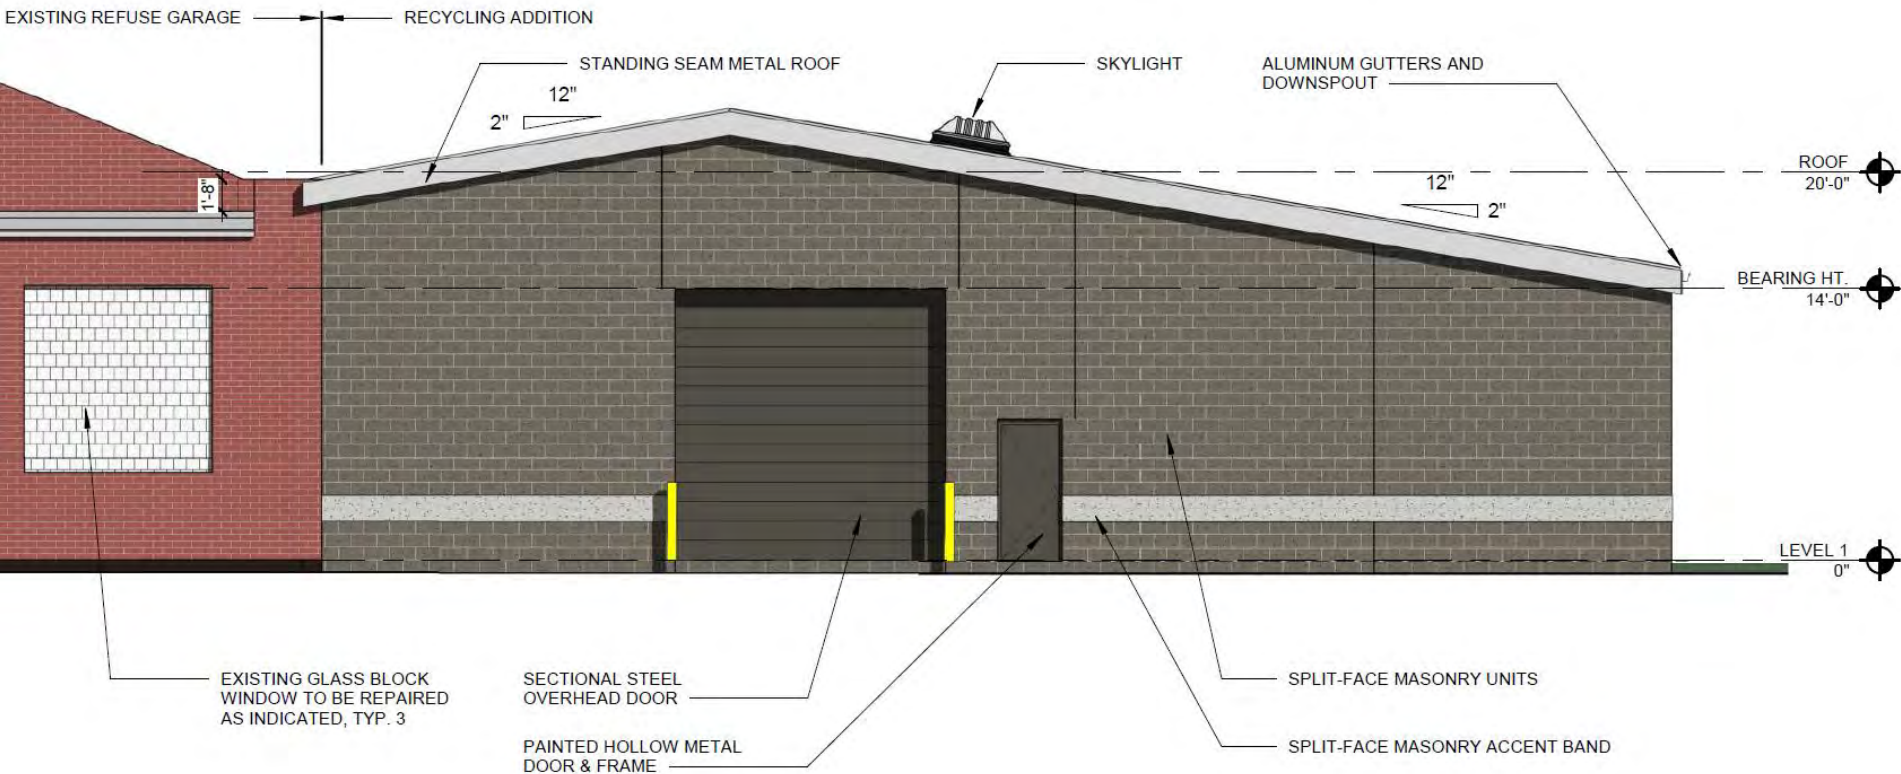 EXISTING REFUSE GARAGE
RECYCLING ADDITION
STANDING SEAM METAL ROOF
SKYLIGHT
ALUMINUM GUTTERS AND
DOWNSPOUT
12"
2"
ROOF
20'-0"
1'-8"
12"
2"
BEARING HT.
14'-0"
LEVEL 1
0"
EXISTING GLASS BLOCK
WINDOW TO BE REPAIRED
AS INDICATED, TYP. 3
SECTIONAL STEEL
OVERHEAD DOOR
PAINTED HOLLOW METAL
DOOR & FRAME
SPLIT-FACE MASONRY UNITS
SPLIT-FACE MASONRY ACCENT BAND